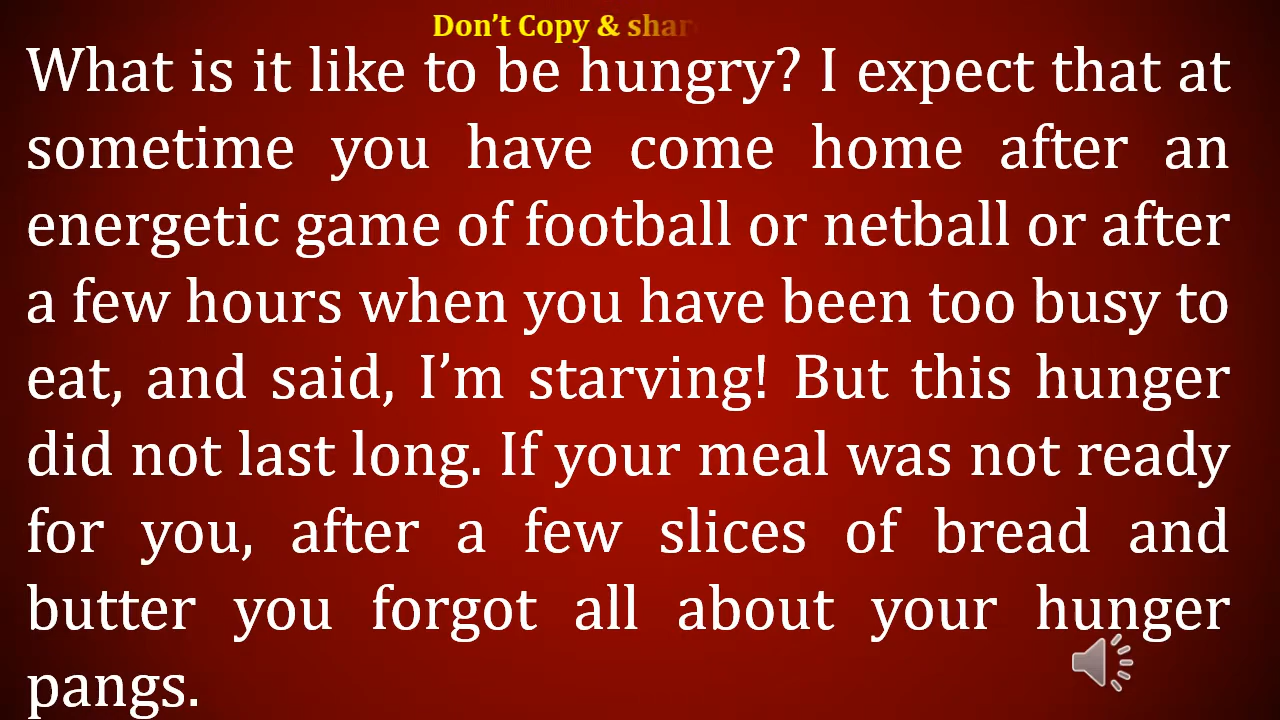 Don’t Copy & shar
What is it like to be hungry? I expect that at
sometime you have come home after an
energetic game of football or netball or after
a few hours when you have been too busy to
eat, and said, I’m starving! But this hunger
did not last long. If your meal was not ready
for you, after a few slices of bread and
butter you forgot all about your hunger
pangs.